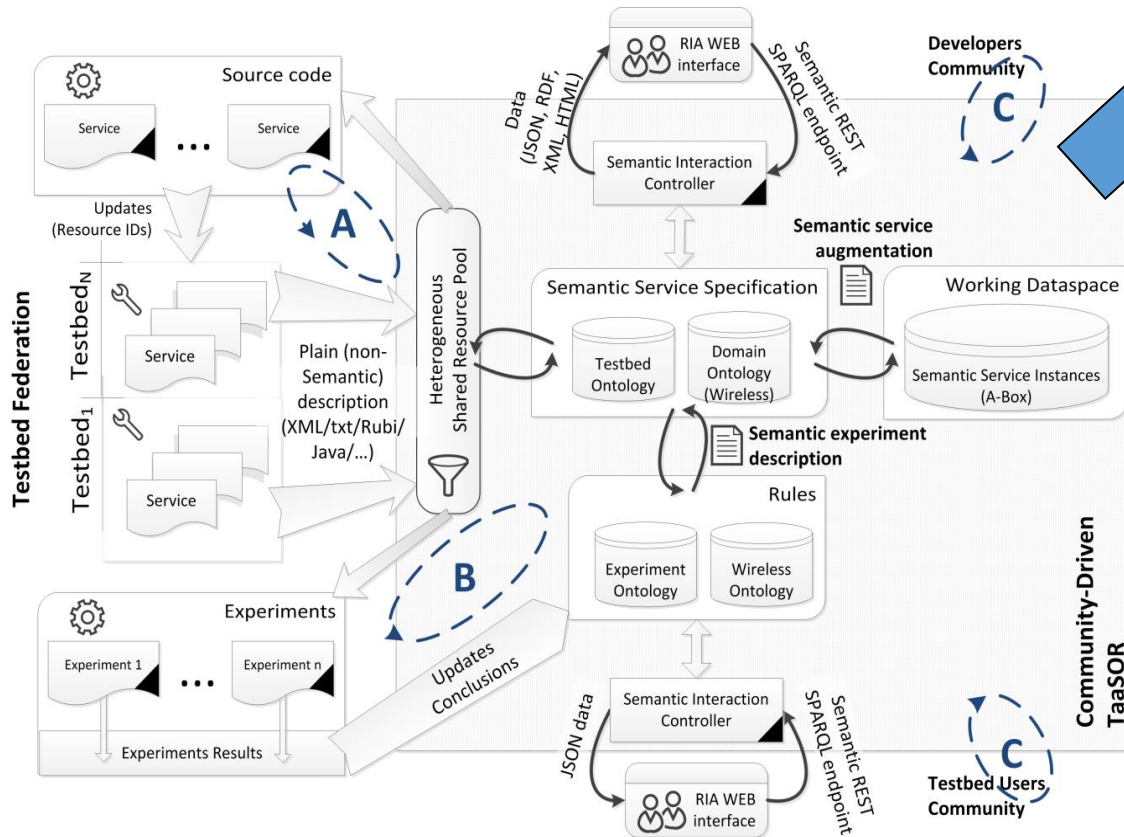 RIA WEB
interface
Data
(JSON, RDF,
XML, HTML)
Semantic REST
SPARQL endpoint
Developers
Community
C
Source code
Service
...
Service
Semantic Interaction
Controller
A
Updates
(Resource IDs)
Semantic service
augmentation
Testbed Federation
TestbedN
Service
Testbed1
Service
Plain (non-
Semantic)
description
(XML/txt/Rubi/
Java/...)
Heterogeneous
Shared Resource Pool
Semantic Service Specification
Testbed
Ontology
Domain
Ontology
(Wireless)
Working Dataspace
Semantic Service Instances
(A-Box)
Semantic experiment
description
Rules
Experiment
Ontology
Wireless
Ontology
B
Experiments
Experiment 1
...
Experiment n
Experiments Results
Updates
Conclusions
Semantic Interaction
Controller
JSON data
Semantic REST
SPARQL endpoint
RIA WEB
interface
Community-Driven
TaaSOR
C
Testbed Users
Community